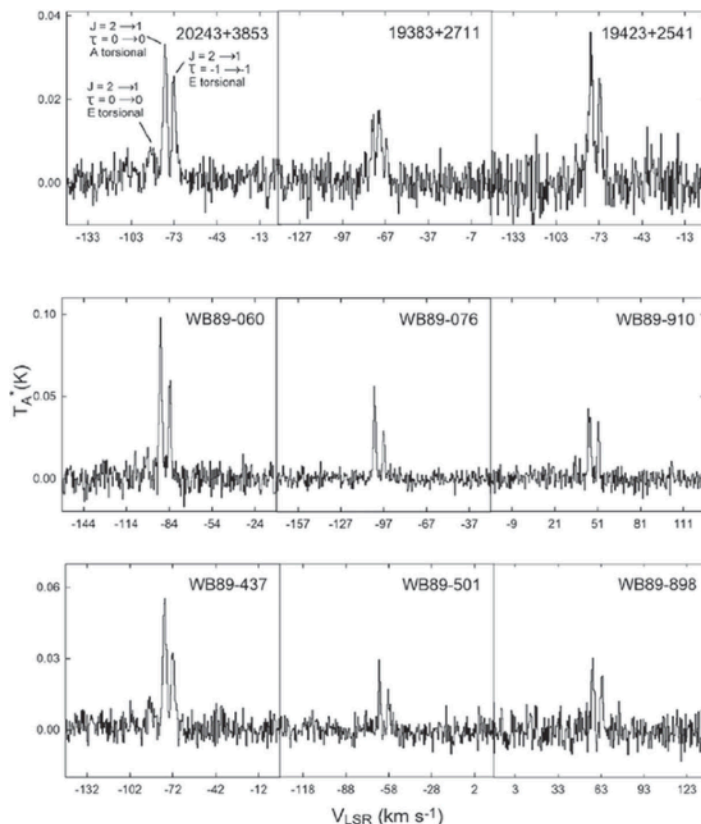 0.04
20243+3853
19383+2711
19423+2541
J = 2 →1
τ = 0 →0
A torsional
J = 2 →1
τ = -1 →-1
E torsional
J = 2 →1
τ = 0 →0
E torsional
0.02
0.00
-133 -103 -73 -43 -13 -127 -97 -67 -37 -7 -133 -103 -73 -43 -13
WB89-060
WB89-076
WB89-910
0.10
0.05
0.00
T_A*(K)
-144 -114 -84 -54 -24 -157 -127 -97 -67 -37 -9 21 51 81 111
WB89-437
WB89-501
WB89-898
0.06
0.03
0.00
-132 -102 -72 -42 -12 -118 -88 -58 -28 2 3 33 63 93 123
V_LSR (km s⁻¹)